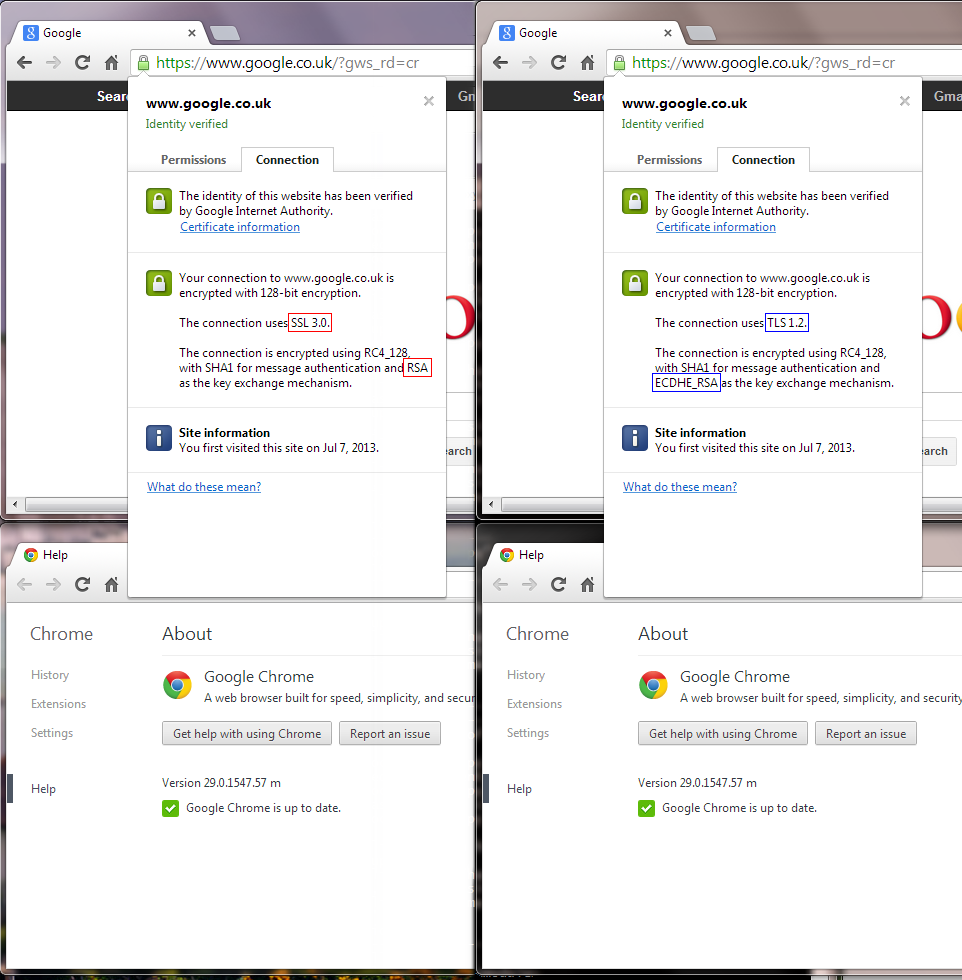 Google
https://www.google.co.uk/?gws_rd=cr
Sear
www.google.co.uk
Identity verified
Permissions
Connection
The identity of this website has been verified
by Google Internet Authority.
Certificate information
Your connection to www.google.co.uk is
encrypted with 128-bit encryption.
The connection uses SSL 3.0.
The connection is encrypted using RC4_128,
with SHA1 for message authentication and RSA
as the key exchange mechanism.
Site information
You first visited this site on Jul 7, 2013.
What do these mean?
Gm
earch
Help
Chrome
History
Extensions
Settings
Help
About
Google Chrome
A web browser built for speed, simplicity, and secur
Get help with using Chrome
Report an issue
Version 29.0.1547.57 m
Google Chrome is up to date.
Google
https://www.google.co.uk/?gws_rd=cr
Sear
www.google.co.uk
Identity verified
Permissions
Connection
The identity of this website has been verified
by Google Internet Authority.
Certificate information
Your connection to www.google.co.uk is
encrypted with 128-bit encryption.
The connection uses TLS 1.2.
The connection is encrypted using RC4_128,
with SHA1 for message authentication and
ECDHE_RSA as the key exchange mechanism.
Site information
You first visited this site on Jul 7, 2013.
What do these mean?
Gma
earch
Help
Chrome
History
Extensions
Settings
Help
About
Google Chrome
A web browser built for speed, simplicity, and security
Get help with using Chrome
Report an issue
Version 29.0.1547.57 m
Google Chrome is up to date.